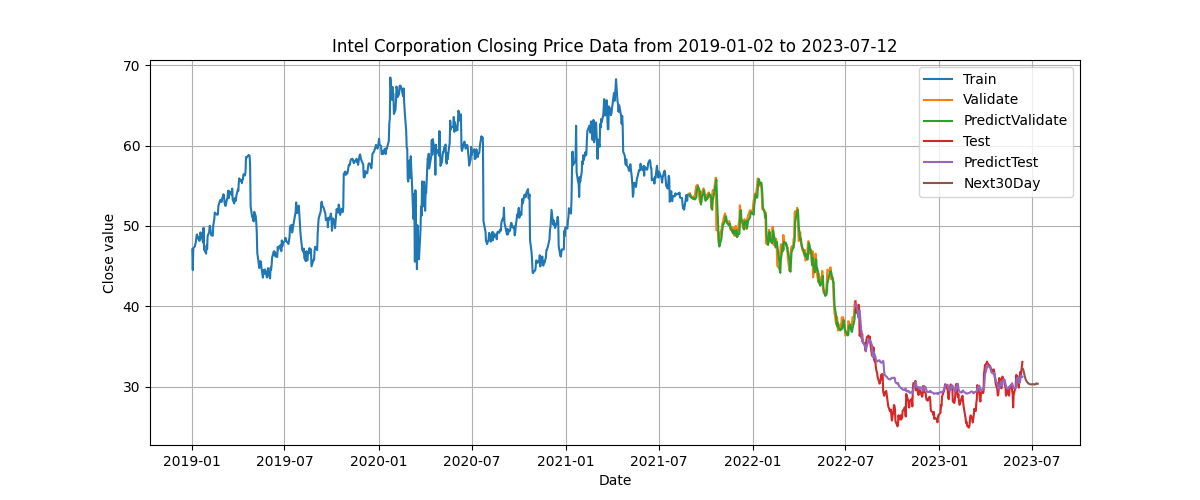 Intel Corporation Closing Price Data from 2019-01-02 to 2023-07-12
70
60
50
40
30
Close value
Train
Validate
PredictValidate
Test
PredictTest
Next30Day
2019-01 2019-07 2020-01 2020-07 2021-01 2021-07 2022-01 2022-07 2023-01 2023-07
Date